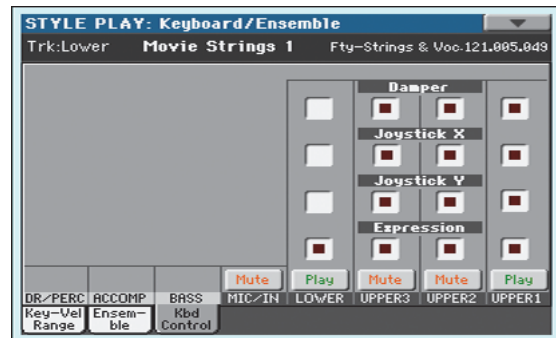 STYLE PLAY: Keyboard/Ensemble
Trk:Lower Movie Strings 1 Fty-Strings & Voc-121.005.049
Damper
Joystick X
Joystick Y
Expression
Mute Play Mute Mute Play
DR/PERC ACCOMP BASS MIC/IN LOWER UPPER3 UPPER2 UPPER1
Key-Vel Ensem- Kbd
Range ble Control